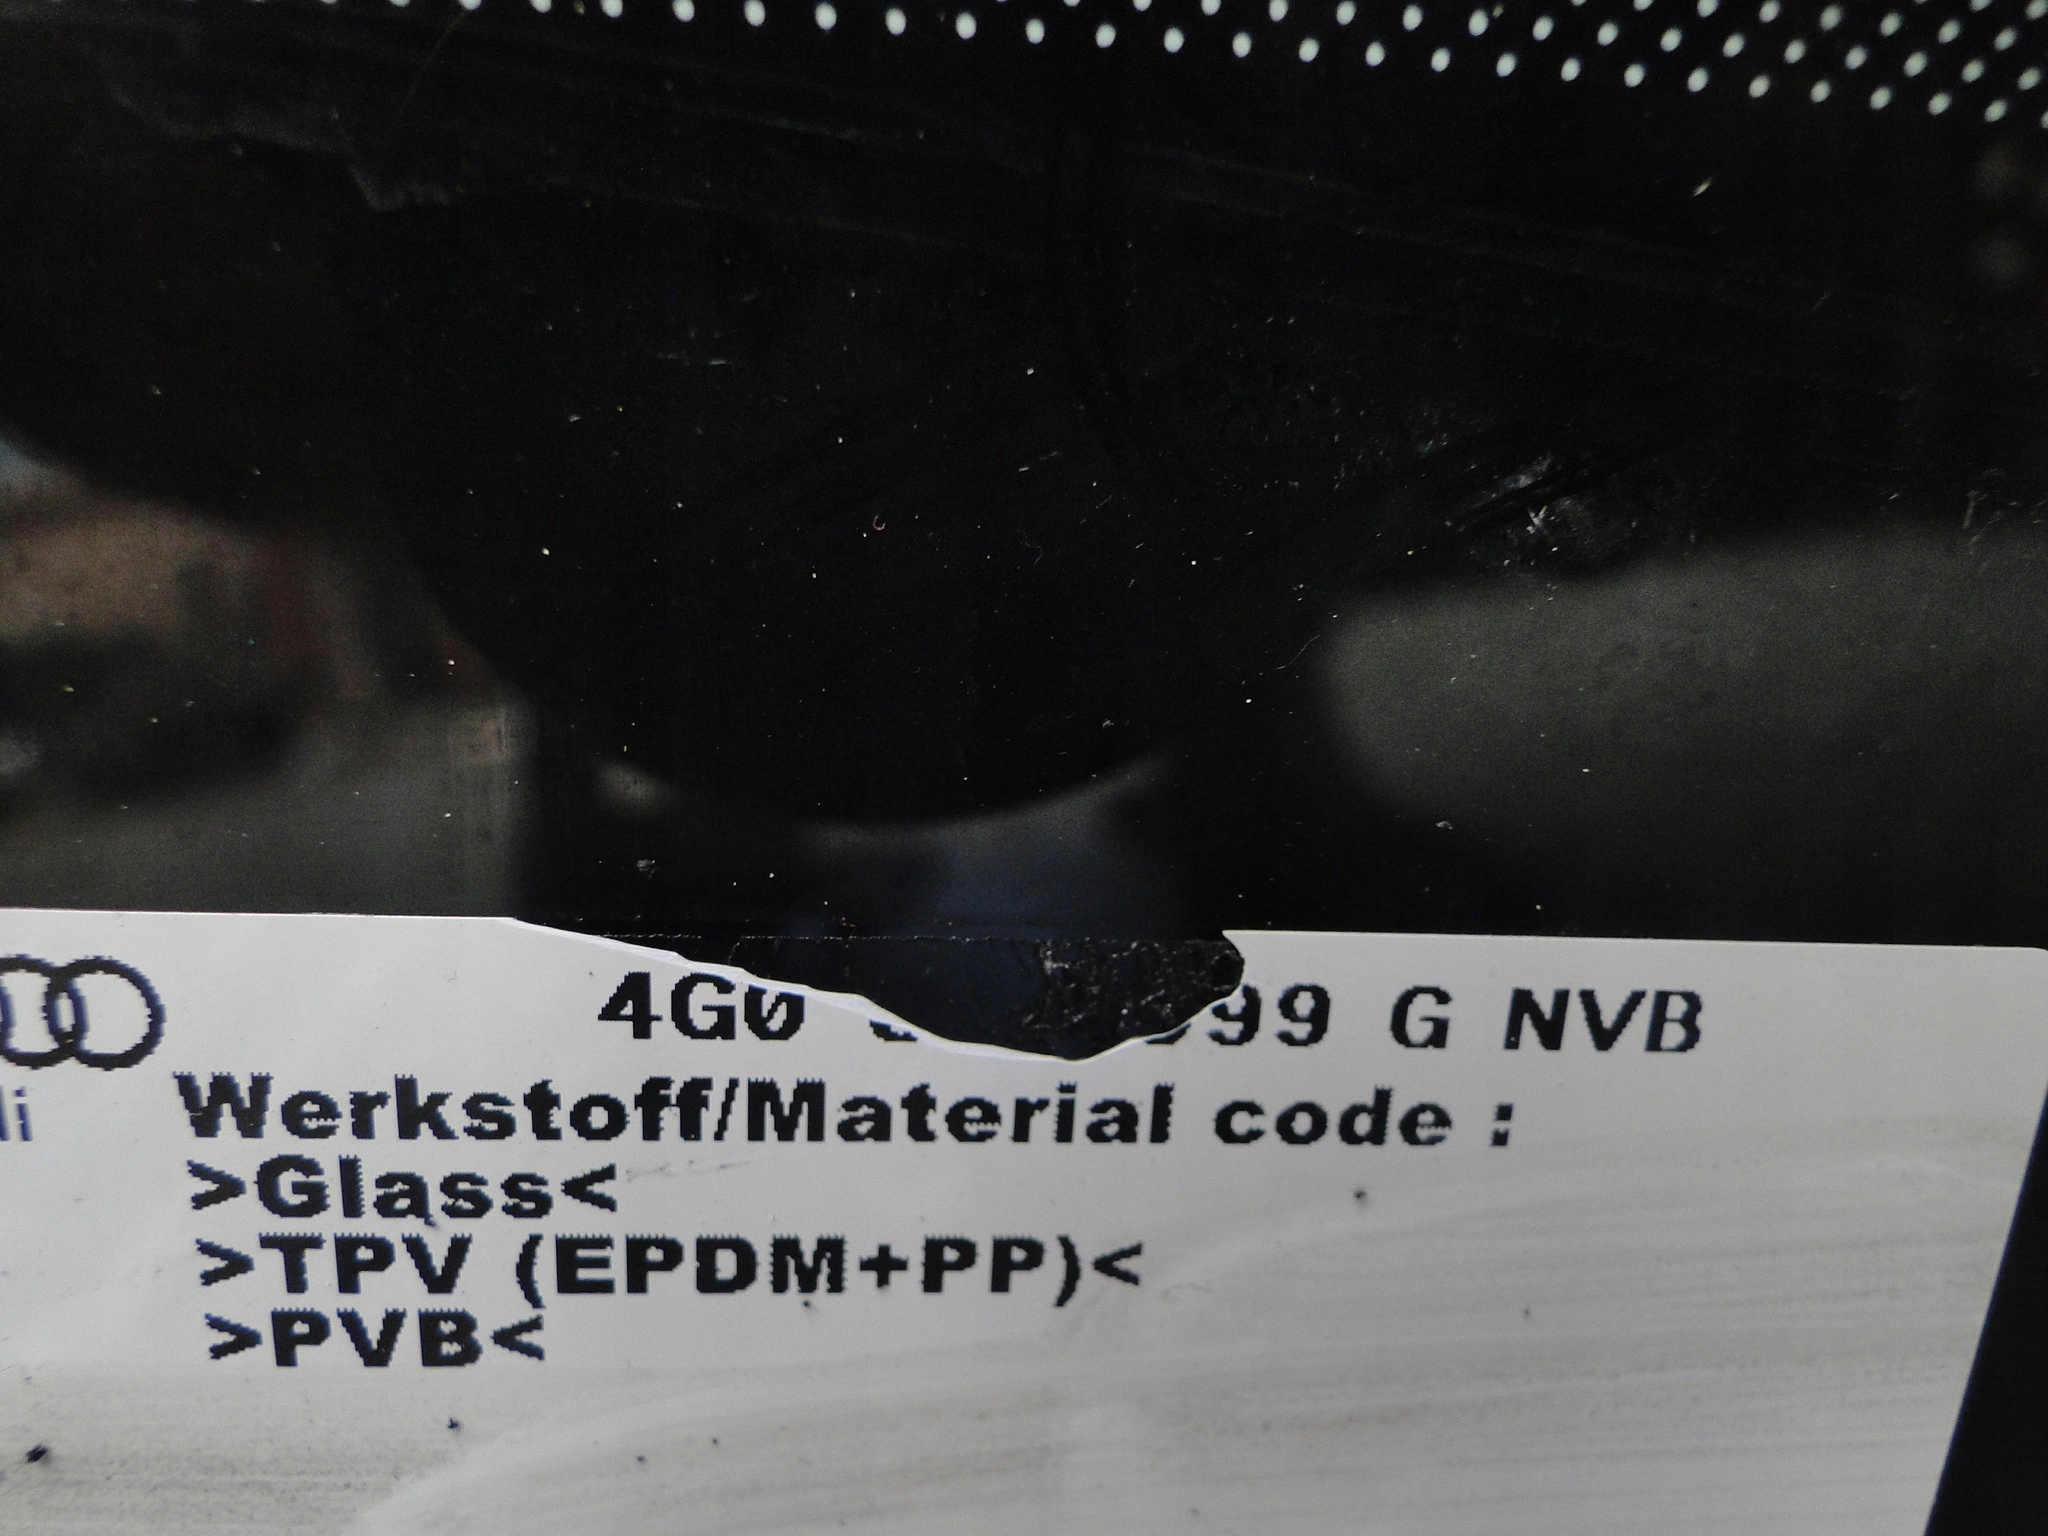 4G0 99 G NVB
Werkstoff/Material code :
>Glass<
>TPV (EPDM+PP)<
>PVB<